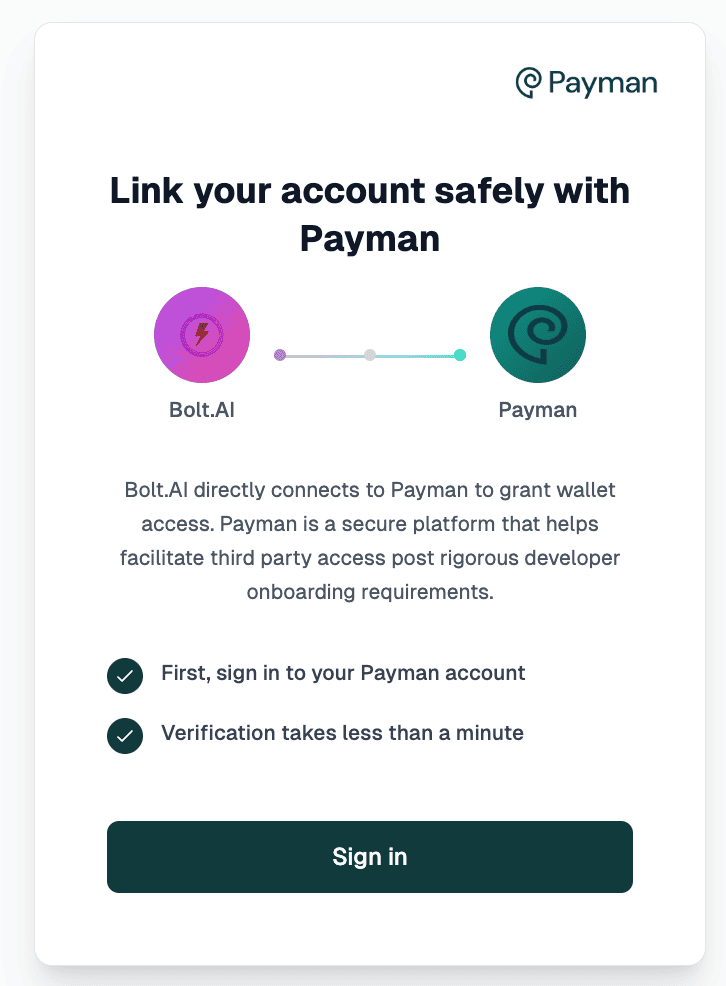 Payman
Link your account safely with
Payman
Bolt.AI
Payman
Bolt.AI directly connects to Payman to grant wallet
access. Payman is a secure platform that helps
facilitate third party access post rigorous developer
onboarding requirements.
First, sign in to your Payman account
Verification takes less than a minute
Sign in